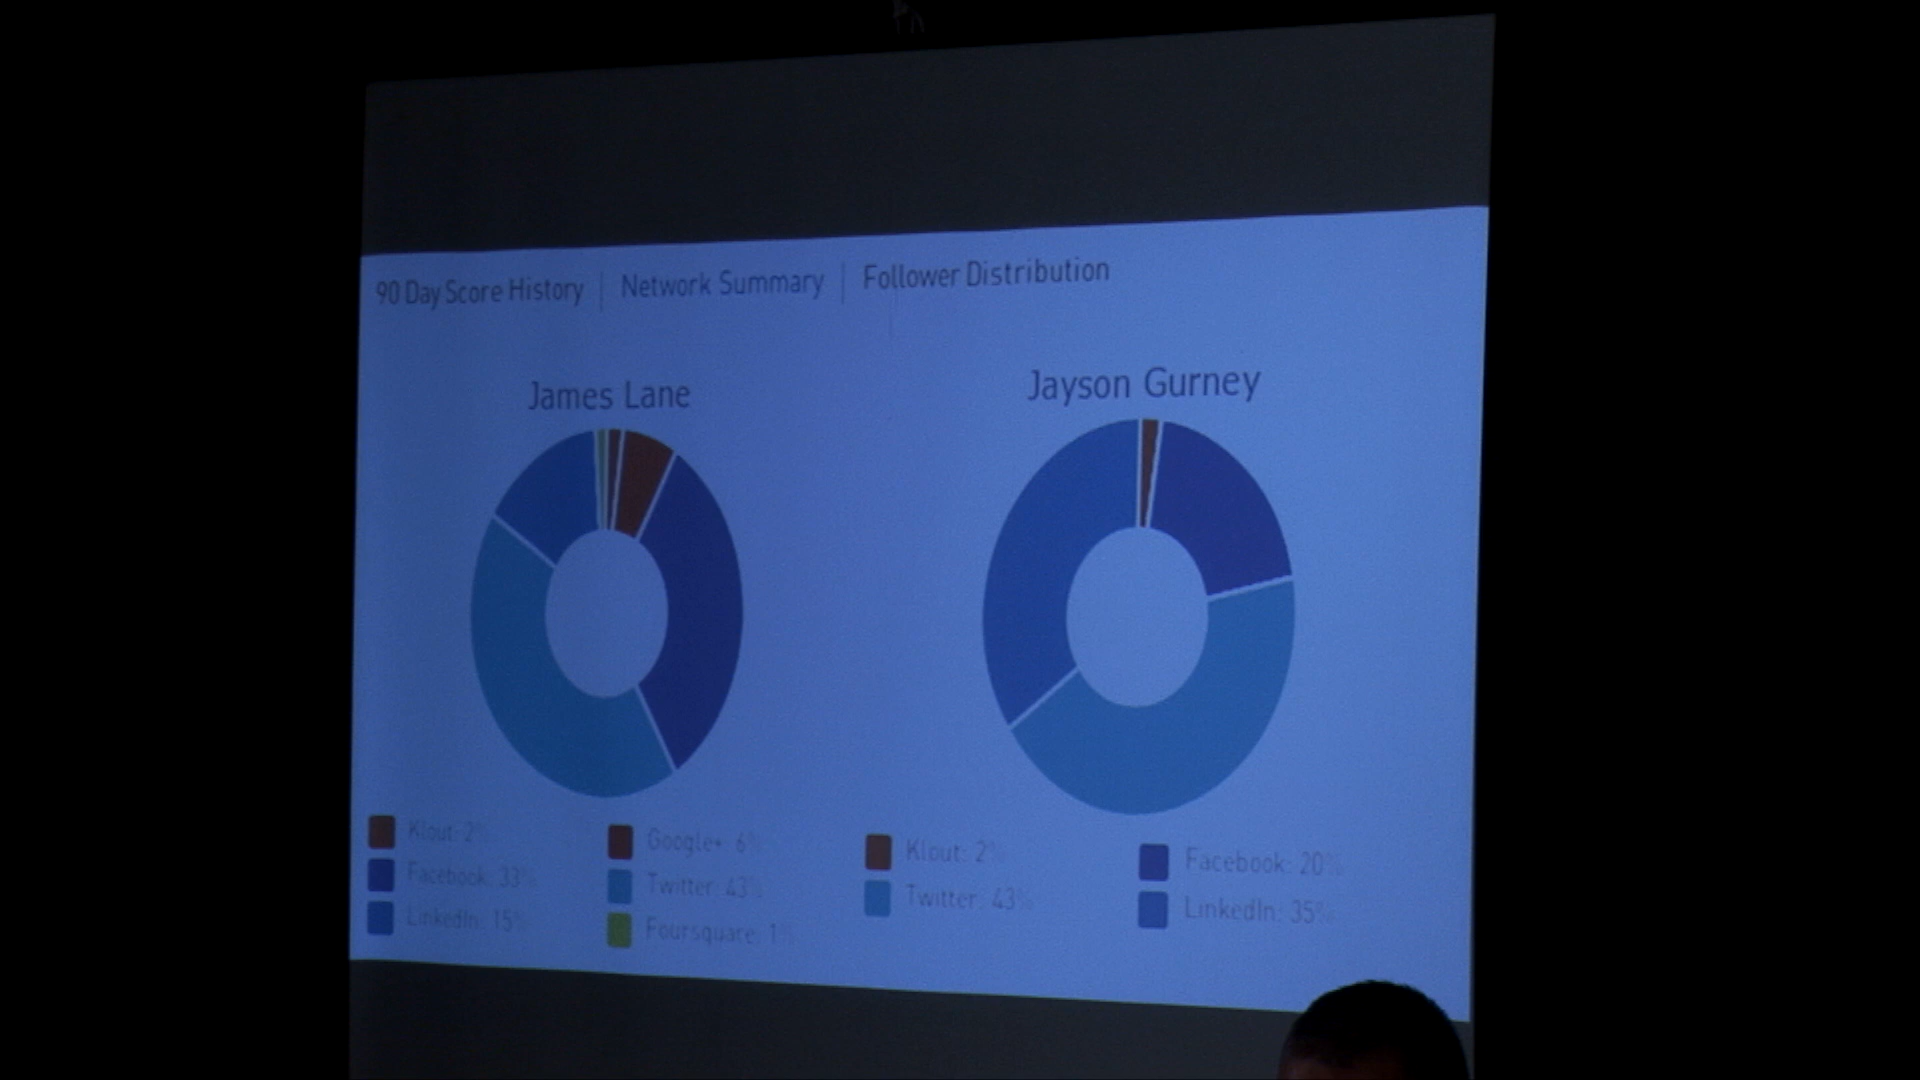 90 Day Score History | Network Summary | Follower Distribution
James Lane
Klout: 2%
Google+ 6%
Facebook: 33%
Twitter: 43%
LinkedIn: 15%
Foursquare: 1%
Jayson Gurney
Klout: 2%
Facebook: 20%
Twitter: 43%
LinkedIn: 35%